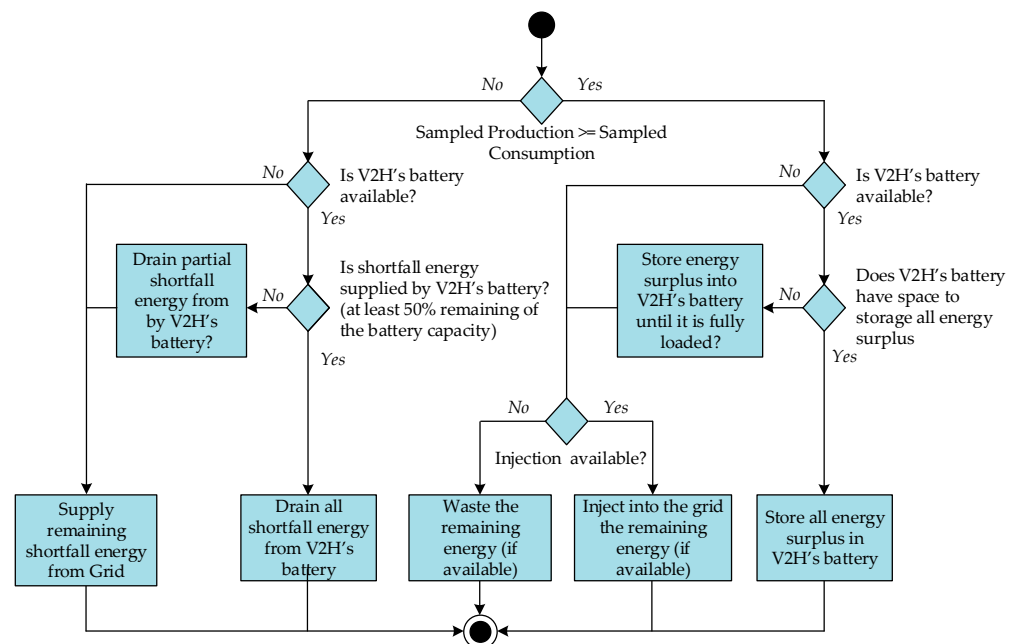 No
Yes
Sampled Production >= Sampled
Consumption
No
Is V2H's battery
available?
Yes
No
Is V2H's battery
available?
Yes
Drain partial
shortfall
energy from
by V2H's
battery?
No
Is shortfall energy
supplied by V2H's battery?
(at least 50% remaining of
the battery capacity)
Yes
Store energy
surplus into
V2H's battery
until it is fully
loaded?
No
Does V2H's battery
have space to
storage all energy
surplus
Yes
No
Yes
Injection available?
Supply
remaining
shortfall energy
from Grid
Drain all
shortfall energy
from V2H's
battery
Waste the
remaining
energy (if
available)
Inject into the grid
the remaining
energy (if
available)
Store all energy
surplus in
V2H's battery